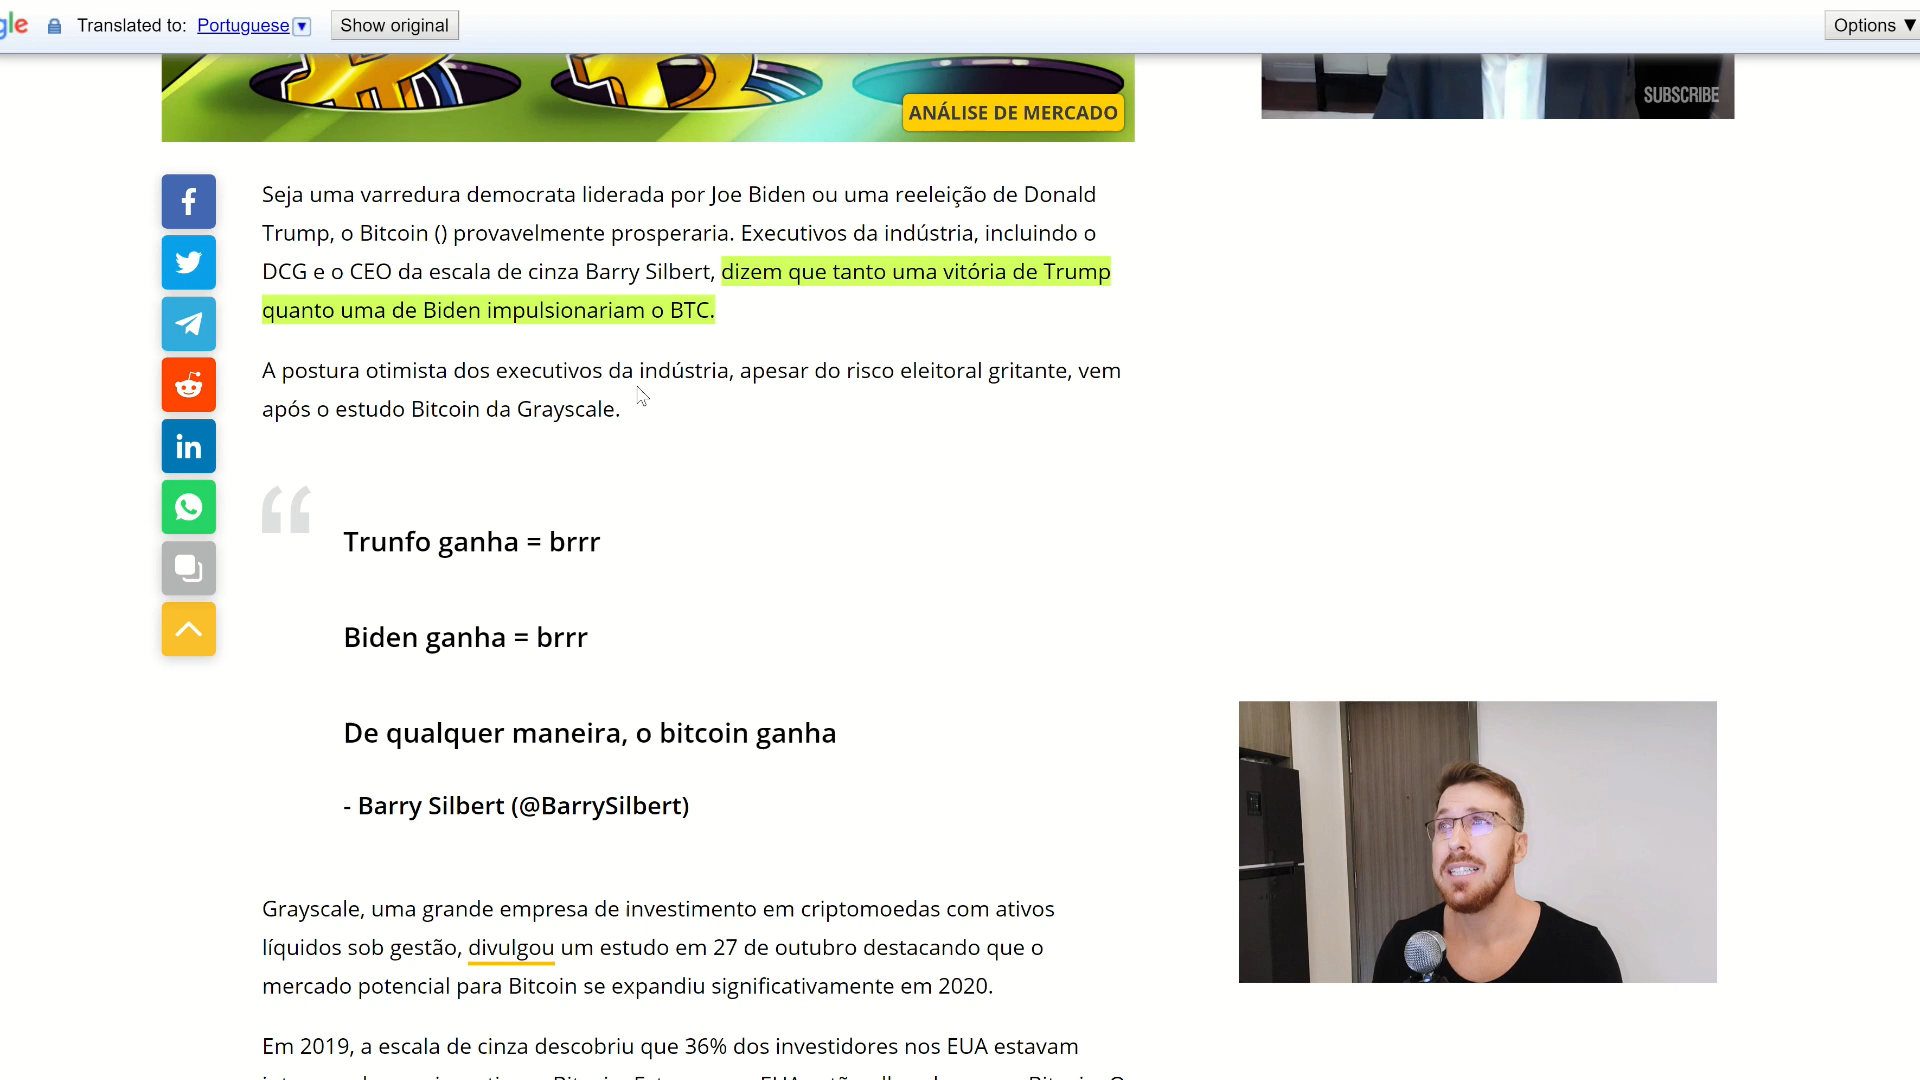 gle Translated to: Portuguese ▼ Show original Options ▼
ANÁLISE DE MERCADO
SUBSCRIBE
Seja uma varredura democrata liderada por Joe Biden ou uma reeleição de Donald
Trump, o Bitcoin () provavelmente prosperaria. Executivos da indústria, incluindo o
DCG e o CEO da escala de cinza Barry Silbert, dizem que tanto uma vitória de Trump
quanto uma de Biden impulsionariam o BTC.
A postura otimista dos executivos da indústria, apesar do risco eleitoral gritante, vem
após o estudo Bitcoin da Grayscale.
Trunfo ganha = brrr
Biden ganha = brrr
De qualquer maneira, o bitcoin ganha
- Barry Silbert (@BarrySilbert)
Grayscale, uma grande empresa de investimento em criptomoedas com ativos
líquidos sob gestão, divulgou um estudo em 27 de outubro destacando que o
mercado potencial para Bitcoin se expandiu significativamente em 2020.
Em 2019, a escala de cinza descobriu que 36% dos investidores nos EUA estavam